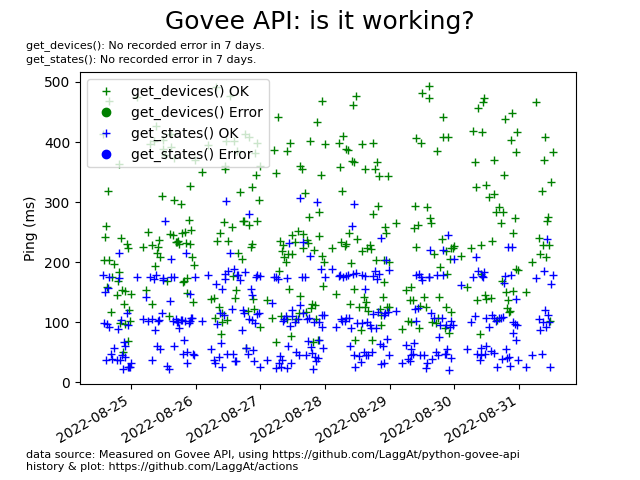 Govee API: is it working?
get_devices(): No recorded error in 7 days.
get_states(): No recorded error in 7 days.
get_devices() OK
get_devices() Error
get_states() OK
get_states() Error
500
400
300
200
100
0
Ping (ms)
2022-08-25
2022-08-26
2022-08-27
2022-08-28
2022-08-29
2022-08-30
2022-08-31
data source: Measured on Govee API, using https://github.com/LaggAt/python-govee-api
history & plot: https://github.com/LaggAt/actions